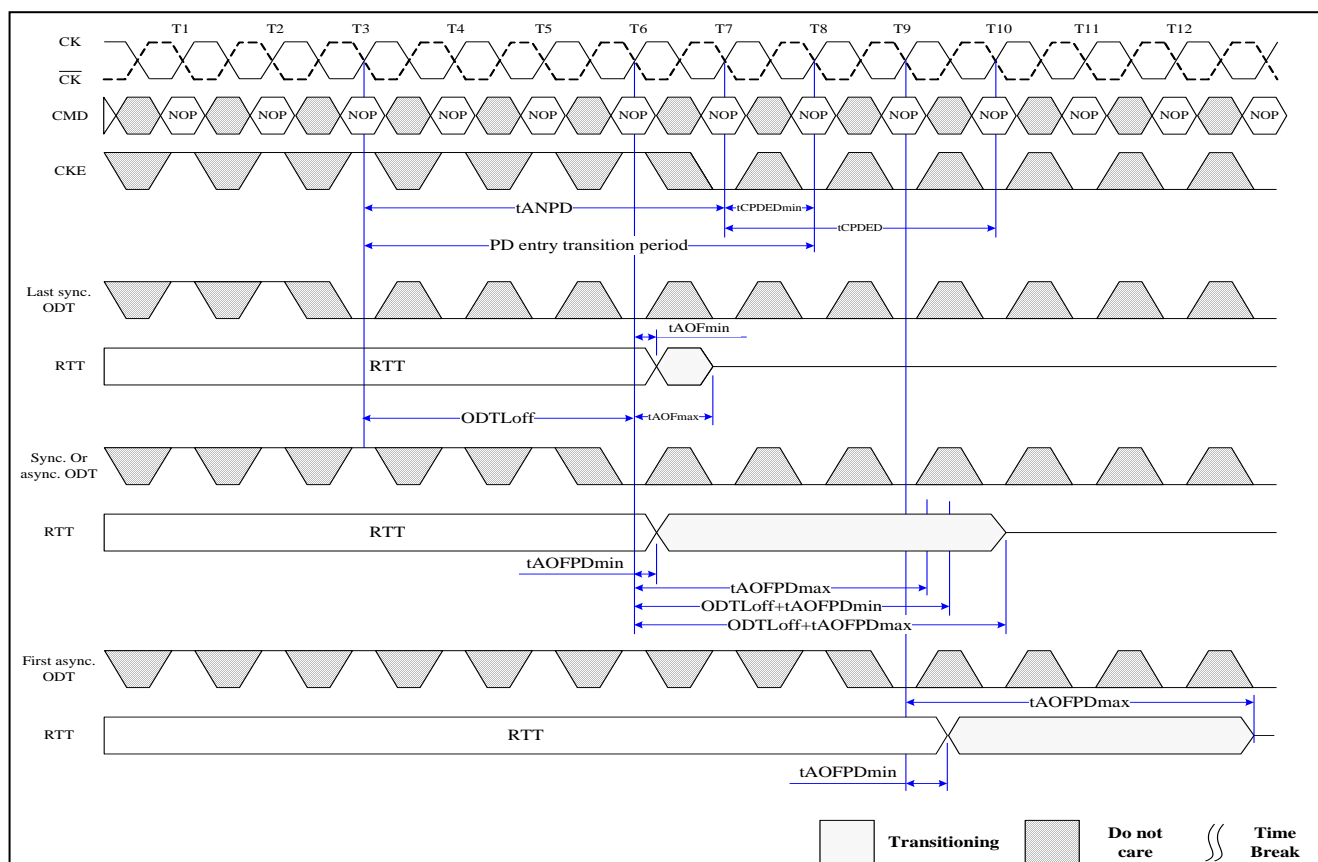 CK T1 T2 T3 T4 T5 T6 T7 T8 T9 T10 T11 T12
CK
CMD NOP NOP NOP NOP NOP NOP NOP NOP NOP NOP NOP NOP NOP
CKE
tANPD tCPDEDmin
tCPDED
PD entry transition period
Last sync.
ODT
tAOFmin
RTT RTT
ODTLoff tAOFmax
Sync. Or
async. ODT
RTT RTT
tAOFPDmin
tAOFPDmax
ODTLoff+tAOFPDmin
ODTLoff+tAOFPDmax
First async.
ODT
tAOFPDmax
RTT RTT
tAOFPDmin
Transitioning Do not care Time Break